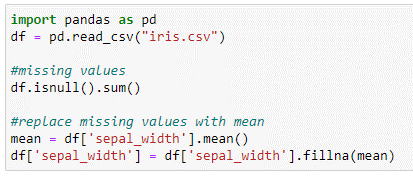 import pandas as pd
df = pd.read_csv("iris.csv")
#missing values
df.isnull().sum()
#replace missing values with mean
mean = df['sepal_width'].mean()
df['sepal_width'] = df['sepal_width'].fillna(mean)